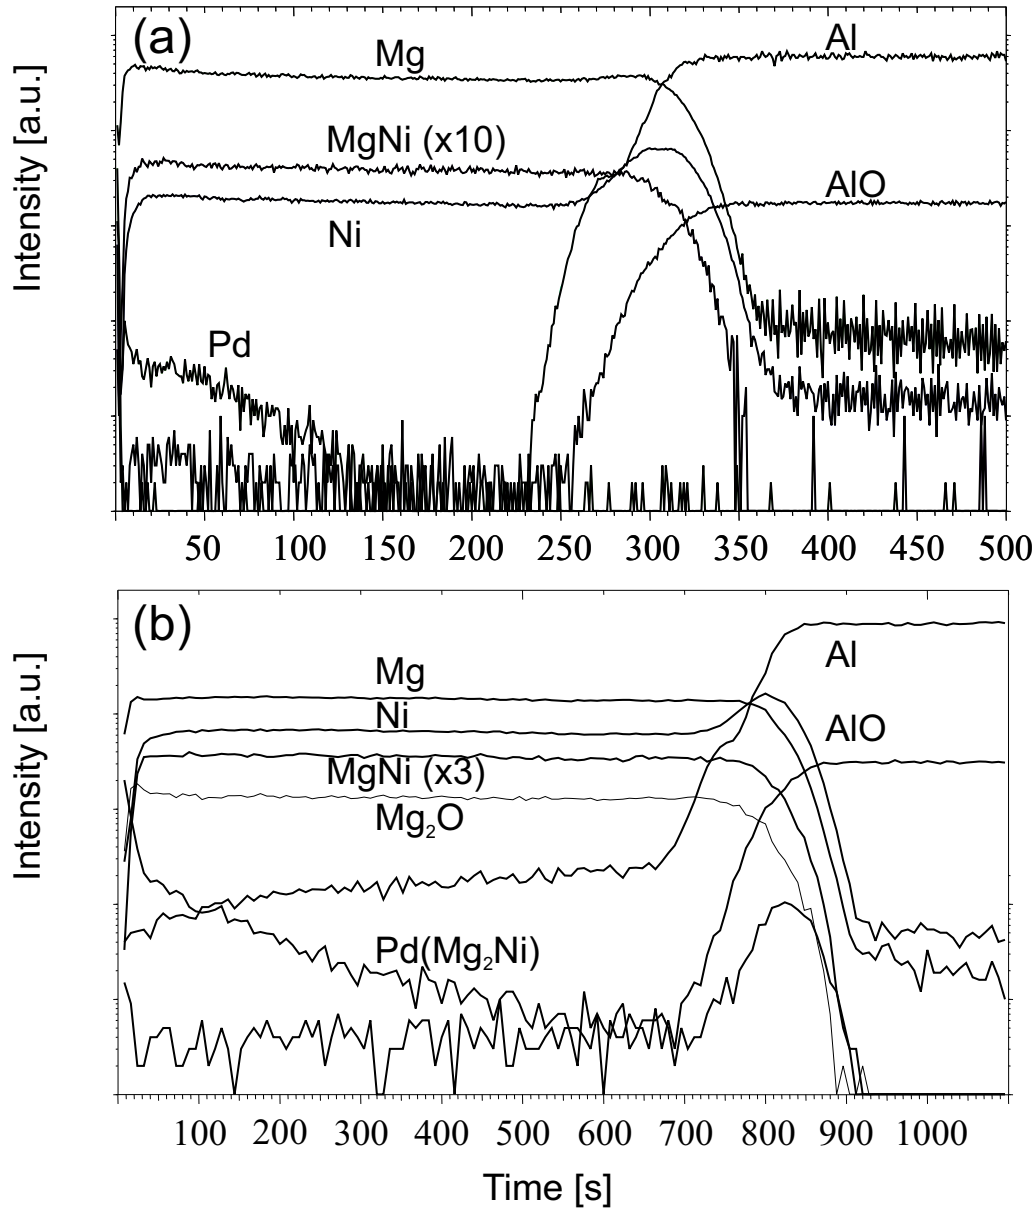 (a)
Mg
Al
MgNi (x10)
AlO
Ni
Pd
Intensity [a.u.]
50 100 150 200 250 300 350 400 450 500
(b)
Mg
Al
Ni
AlO
MgNi (x3)
Mg₂O
Pd(Mg₂Ni)
Intensity [a.u.]
100 200 300 400 500 600 700 800 900 1000
Time [s]